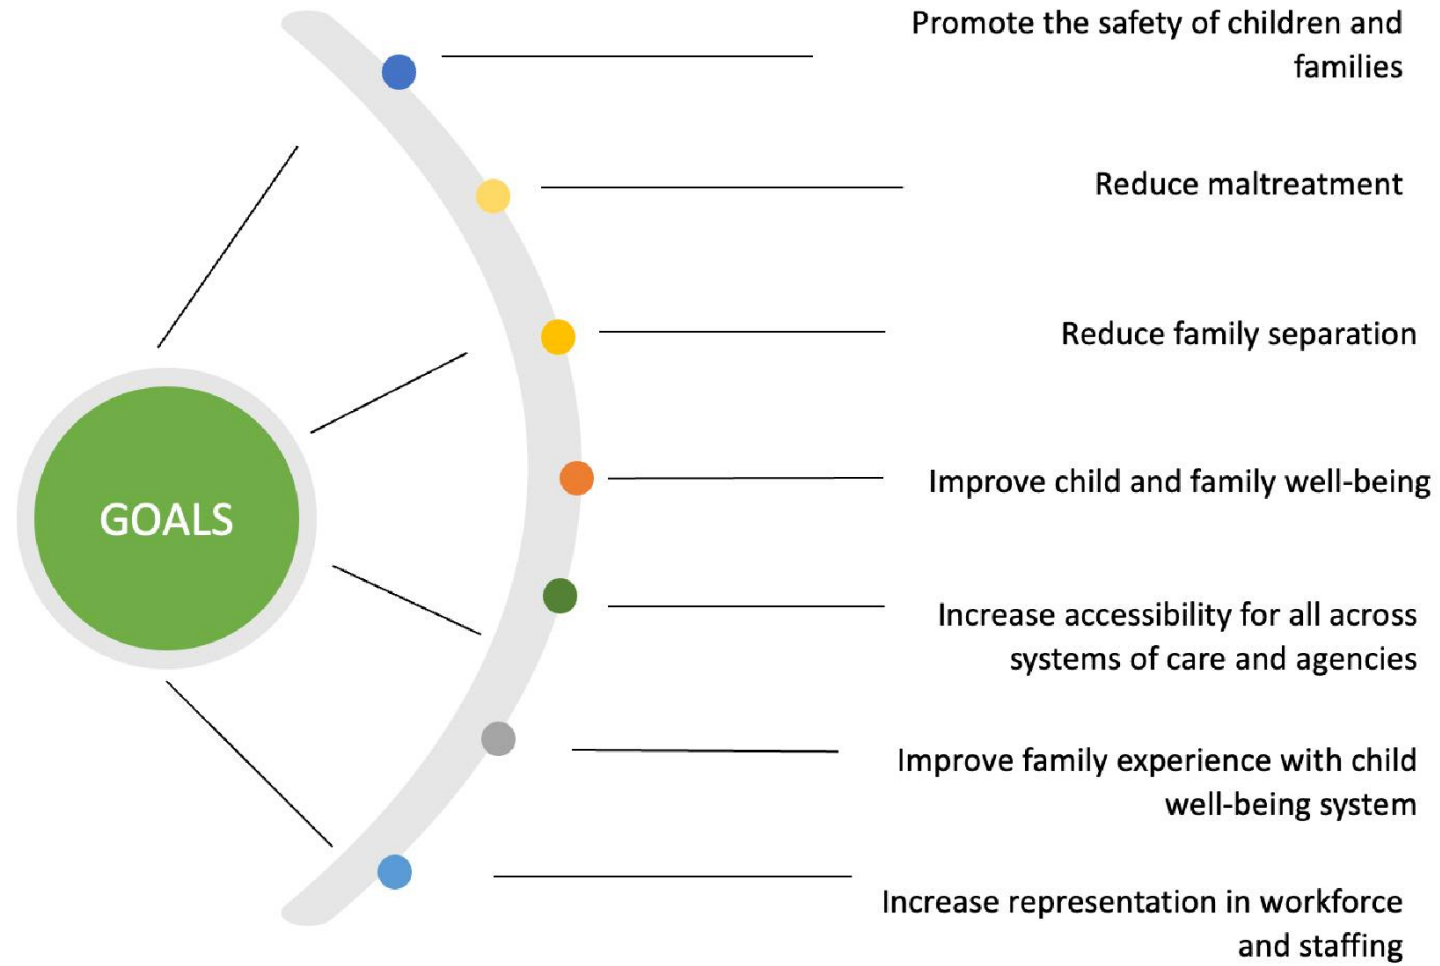 Promote the safety of children and
families
Reduce maltreatment
Reduce family separation
GOALS
Improve child and family well-being
Increase accessibility for all across
systems of care and agencies
Improve family experience with child
well-being system
Increase representation in workforce
and staffing